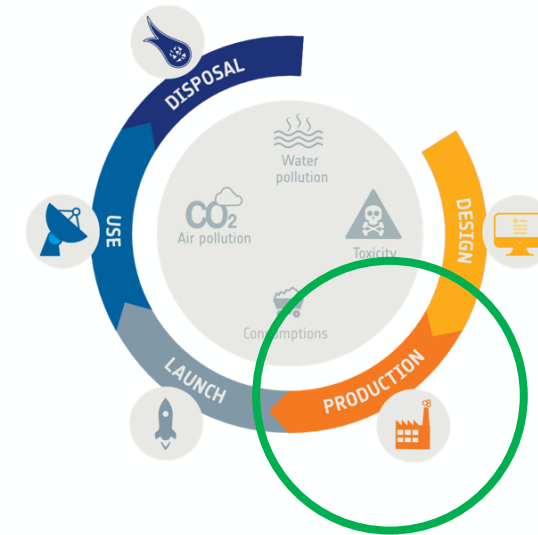 DISPOSAL
Water
pollution
CO2
Air pollution
Toxicity
Consumptions
USE
DESIGN
LAUNCH
PRODUCTION